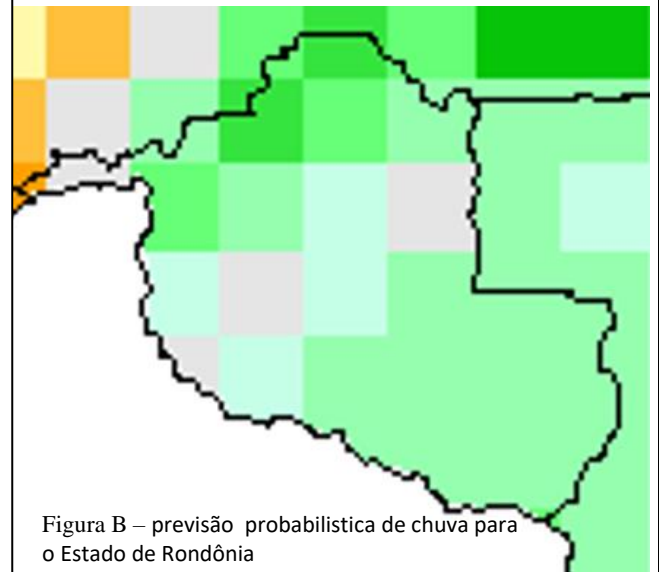 Figura B – previsão probabilistica de chuva para
o Estado de Rondônia